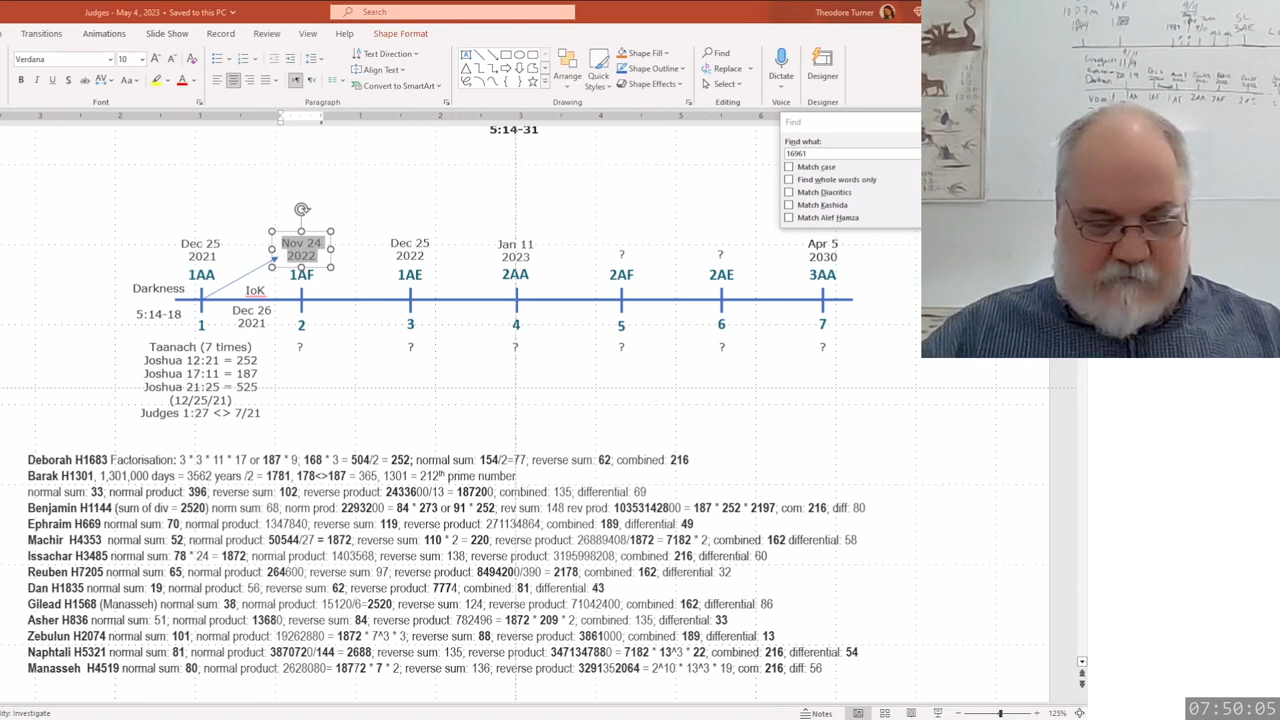 Judges - May 4, 2023 • Saved to this PC
Search
Theodore Turner
Transitions Animations Slide Show Record Review View Help Shape Format
Verdana 10
Text Direction
Align Text
Convert to SmartArt
Arrange
Quick Styles
Shape Fill
Shape Outline
Shape Effects
Find
Replace
Select
Dictate
Designer
Font Paragraph Drawing Editing Voice Designer
Find
Find what:
16961
Match case
Find whole words only
Match Diacritics
Match Kashida
Match Alef Hamza
5:14-31
Dec 25 2021
Nov 24 2022
Dec 25 2022
Jan 11 2023
?
?
Apr 5 2030
1AA 1AF 1AE 2AA 2AF 2AE 3AA
Darkness
IoK
5:14-18
Dec 26 2021
1 2 3 4 5 6 7
Taanach (7 times) ? ? ? ? ? ?
Joshua 12:21 = 252
Joshua 17:11 = 187
Joshua 21:25 = 525
(12/25/21)
Judges 1:27 <> 7/21
Deborah H1683 Factorisation: 3 * 3 * 11 * 17 or 187 * 9, 168 * 3 = 504/2 = 252; normal sum: 154/2=77; reverse sum: 62, combined: 216
Barak H1301, 1,301,000 days = 3562 years /2 = 1781, 178<>187 = 365, 1301 = 212th prime number
normal sum: 33; normal product: 396, reverse sum: 102, reverse product: 2433600/13 = 187200, combined: 135, differential: 69
Benjamin H1144 (sum of div = 2520) norm sum: 68, norm prod: 2293200 = 84 * 273 or 91 * 252, rev sum: 148 rev prod: 10353142800 = 187 * 252 * 2197, com: 216, diff: 80
Ephraim H669 normal sum: 70, normal product: 1347840, reverse sum: 119, reverse product: 271134864, combined: 189, differential: 49
Machir H4353 normal sum: 52, normal product: 50544/27 = 1872, reverse sum: 110 * 2 = 220, reverse product: 26889408/1872 = 7182 * 2, combined: 162 differential: 58
Issachar H3485 normal sum: 78 * 24 = 1872, normal product: 1403568, reverse sum: 138, reverse product: 3195998208, combined: 216, differential: 60
Reuben H7205 normal sum: 65, normal product: 264600, reverse sum: 97, reverse product: 849420/390 = 2178, combined: 162, differential: 32
Dan H1835 normal sum: 19, normal product: 56, reverse sum: 62, reverse product: 7774, combined: 81, differential: 43
Gilead H1568 (Manasseh) normal sum: 38, normal product: 15120/6=2520, reverse sum: 124, reverse product: 71042400, combined: 162, differential: 86
Asher H836 normal sum: 51, normal product: 13680, reverse sum: 84, reverse product: 782496 = 1872 * 209 * 2, combined: 135, differential: 33
Zebulun H2074 normal sum: 101, normal product: 19262880 = 1872 * 7^3 * 3, reverse sum: 88, reverse product: 3861000, combined: 189, differential: 13
Naphtali H5321 normal sum: 81, normal product: 3870720/144 = 2688, reverse sum: 135, reverse product: 3471347880 = 7182 * 13^3 * 22, combined: 216, differential: 54
Manasseh H4519 normal sum: 80, normal product: 2628080= 18772 * 7 * 2, reverse sum: 136, reverse product: 3291352064 = 2^10 * 13^3 * 19, com: 216, diff: 56
ility: Investigate
Notes
125%
07:50:05